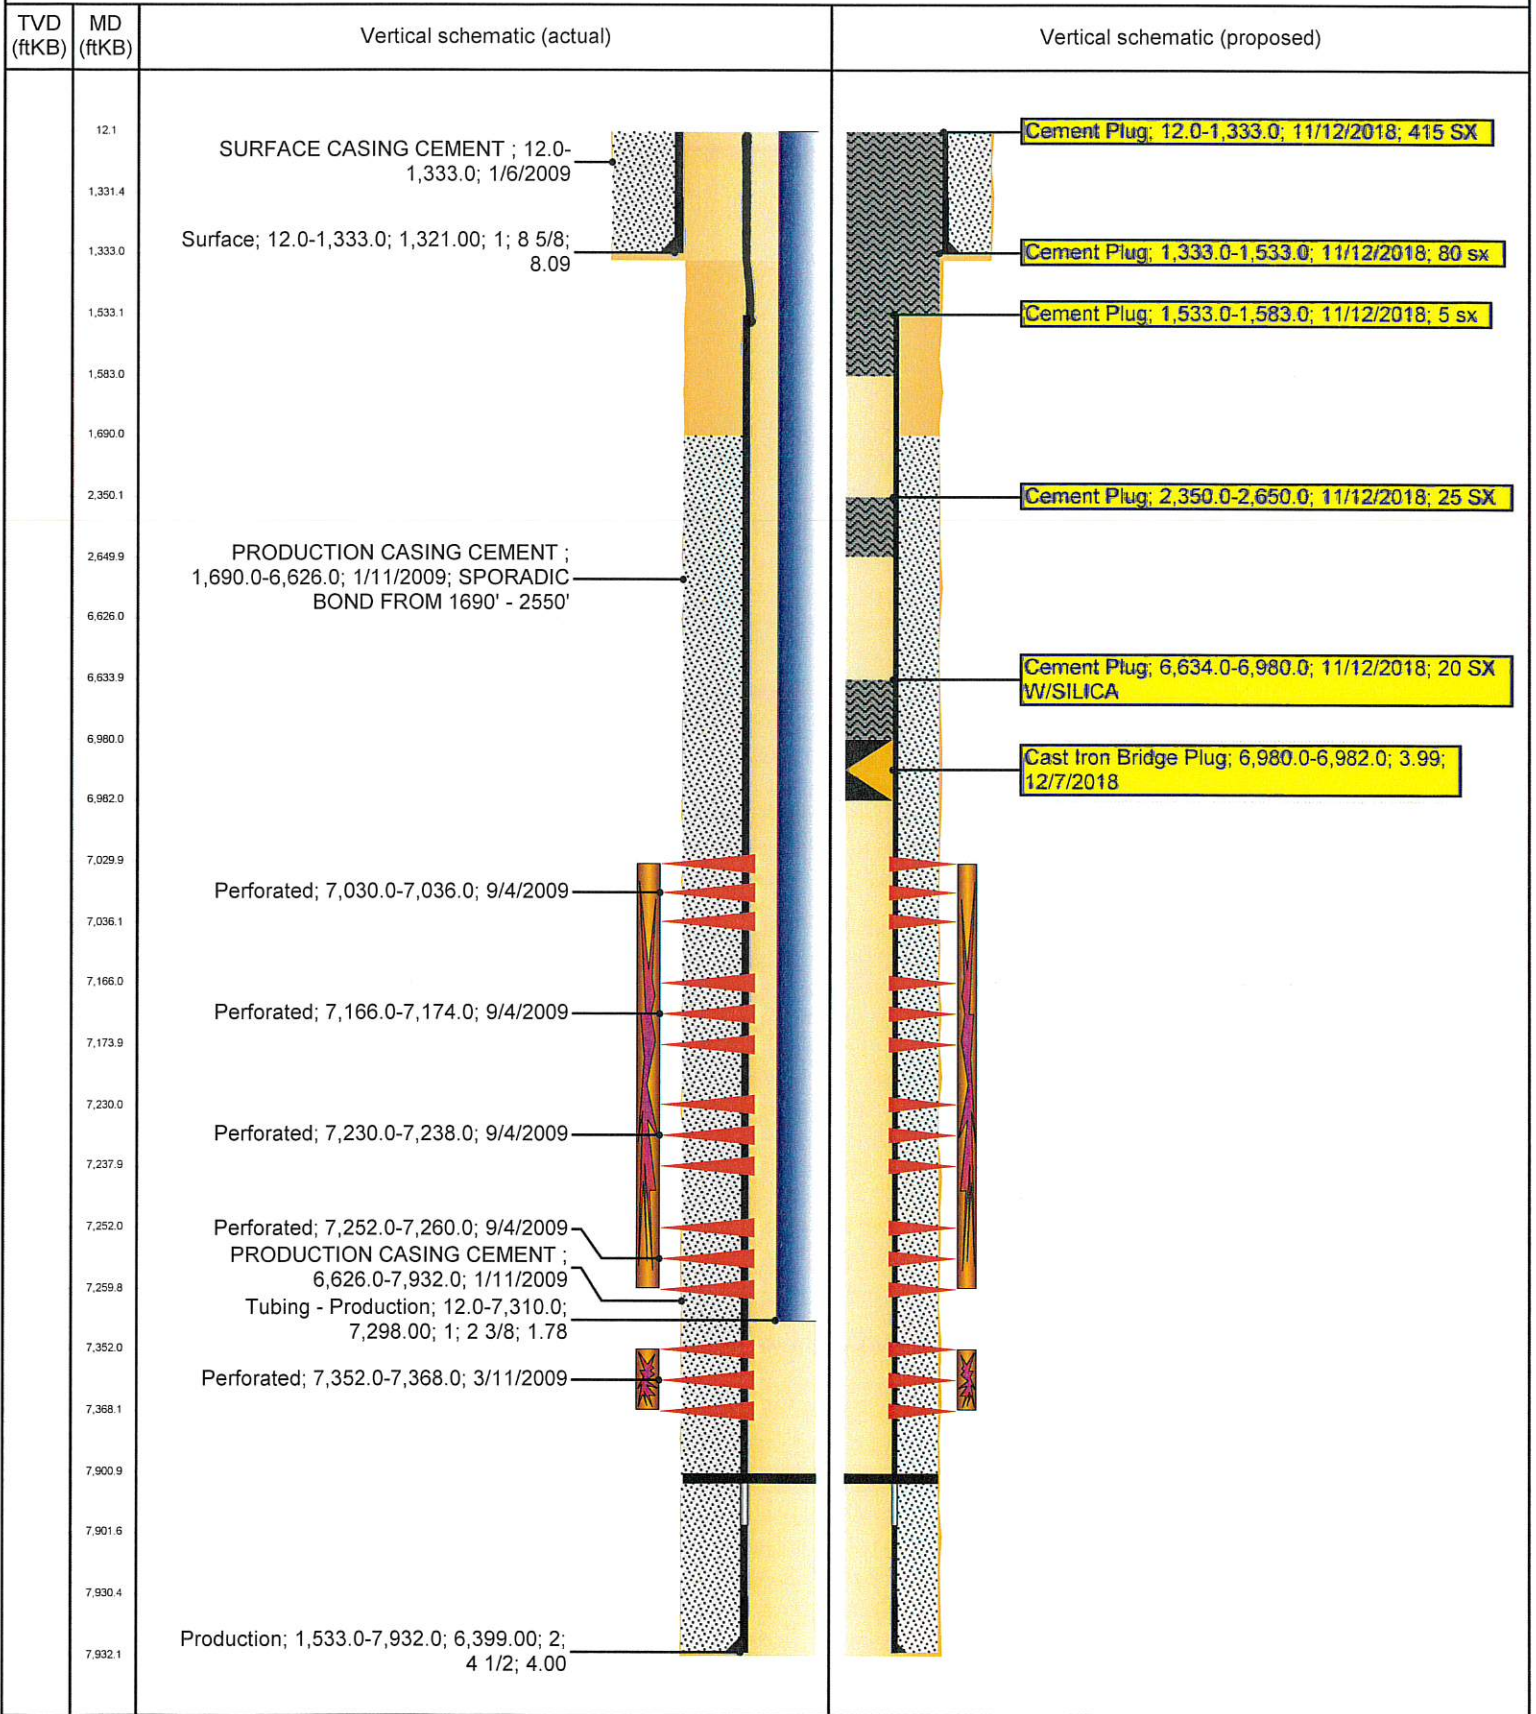 TVD
(ftKB)
MD
(ftKB)
Vertical schematic (actual)
Vertical schematic (proposed)
12.1
1,331.4
1,333.0
1,533.1
1,583.0
1,690.0
2,350.1
2,649.9
6,626.0
6,633.9
6,980.0
6,982.0
7,029.9
7,036.1
7,166.0
7,173.9
7,230.0
7,237.9
7,252.0
7,259.8
7,352.0
7,368.1
7,900.9
7,901.6
7,930.4
7,932.1
SURFACE CASING CEMENT ; 12.0-
1,333.0; 1/6/2009
Surface; 12.0-1,333.0; 1,321.00; 1; 8 5/8;
8.09
PRODUCTION CASING CEMENT ;
1,690.0-6,626.0; 1/11/2009; SPORADIC
BOND FROM 1690' - 2550'
Perforated; 7,030.0-7,036.0; 9/4/2009
Perforated; 7,166.0-7,174.0; 9/4/2009
Perforated; 7,230.0-7,238.0; 9/4/2009
Perforated; 7,252.0-7,260.0; 9/4/2009
PRODUCTION CASING CEMENT ;
6,626.0-7,932.0; 1/11/2009
Tubing - Production; 12.0-7,310.0;
7,298.00; 1; 2 3/8; 1.78
Perforated; 7,352.0-7,368.0; 3/11/2009
Production; 1,533.0-7,932.0; 6,399.00; 2;
4 1/2; 4.00
Cement Plug; 12.0-1,333.0; 11/12/2018; 415 SX
Cement Plug; 1,333.0-1,533.0; 11/12/2018; 80 sx
Cement Plug; 1,533.0-1,583.0; 11/12/2018; 5 sx
Cement Plug; 2,350.0-2,650.0; 11/12/2018; 25 SX
Cement Plug; 6,634.0-6,980.0; 11/12/2018; 20 SX
W/SILICA
Cast Iron Bridge Plug; 6,980.0-6,982.0; 3.99;
12/7/2018